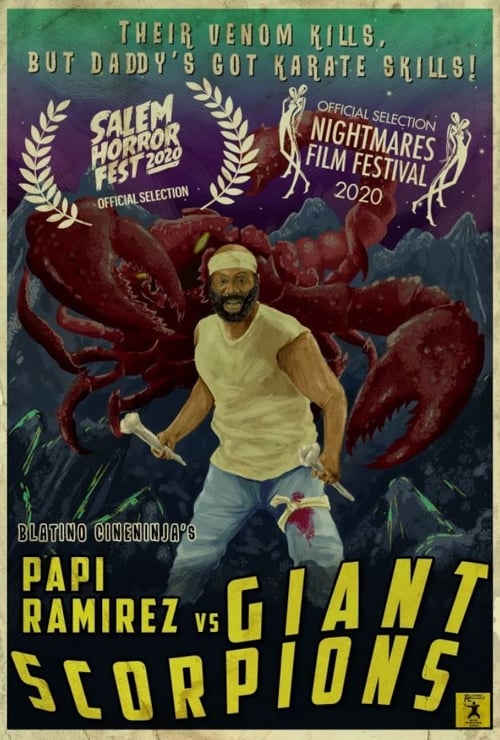 THEIR VENOM KILLS,
BUT DADDY'S GOT KARATE SKILLS!
SALEM
HORROR
FEST 2020
OFFICIAL SELECTION
OFFICIAL SELECTION
NIGHTMARES
FILM FESTIVAL
2020
BLATINO CINENINJA'S
PAPI
RAMIREZ VS GIANT
SCORPIONS